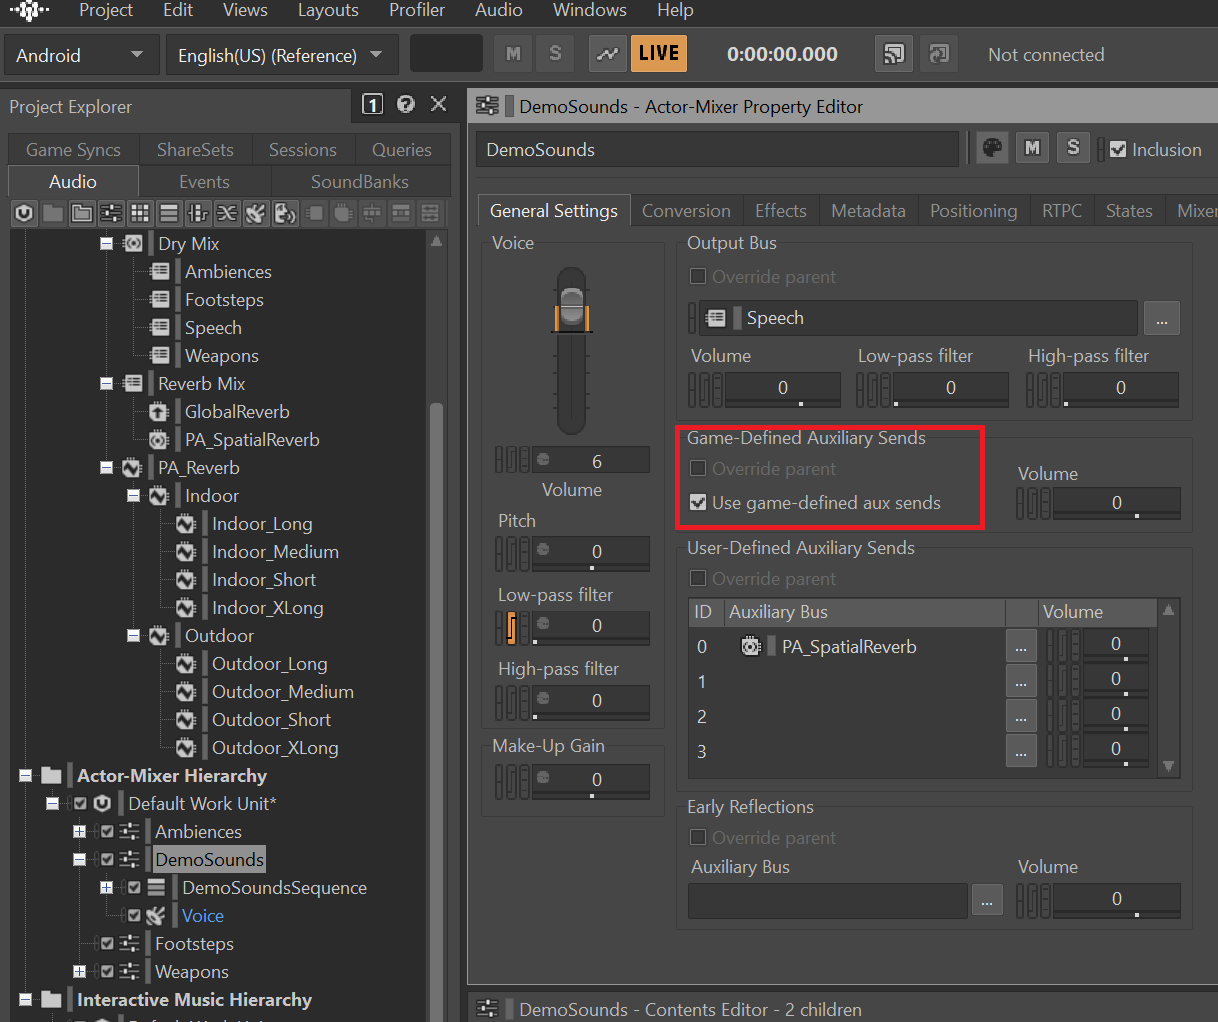 Project Edit Views Layouts Profiler Audio Windows Help
Android English(US) (Reference) M S LIVE 0:00:00.000 Not connected
Project Explorer 1 ?
Game Syncs ShareSets Sessions Queries
Audio Events SoundBanks
Dry Mix
Ambiences
Footsteps
Speech
Weapons
Reverb Mix
GlobalReverb
PA_SpatialReverb
PA_Reverb
Indoor
Indoor_Long
Indoor_Medium
Indoor_Short
Indoor_XLong
Outdoor
Outdoor_Long
Outdoor_Medium
Outdoor_Short
Outdoor_XLong
Actor-Mixer Hierarchy
Default Work Unit*
Ambiences
DemoSounds
DemoSoundsSequence
Voice
Footsteps
Weapons
Interactive Music Hierarchy
DemoSounds - Actor-Mixer Property Editor
DemoSounds M S Inclusion
General Settings Conversion Effects Metadata Positioning RTPC States Mixer
Voice
6
Volume
Pitch
0
Low-pass filter
0
High-pass filter
0
Make-Up Gain
0
Output Bus
Override parent
Speech ...
Volume Low-pass filter High-pass filter
0 0 0
Game-Defined Auxiliary Sends
Override parent
Use game-defined aux sends
Volume
0
User-Defined Auxiliary Sends
Override parent
ID Auxiliary Bus Volume
0 PA_SpatialReverb ... 0
1 ... 0
2 ... 0
3 ... 0
Early Reflections
Override parent
Auxiliary Bus Volume
... 0
DemoSounds - Contents Editor - 2 children